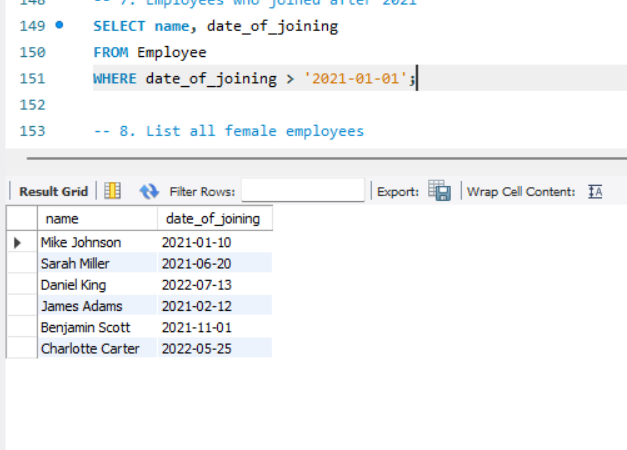 148 -- 7. Employees who joined after 2021
149 SELECT name, date_of_joining
150 FROM Employee
151 WHERE date_of_joining > '2021-01-01';
152
153 -- 8. List all female employees
Result Grid Filter Rows: Export: Wrap Cell Content: IA
name date_of_joining
Mike Johnson 2021-01-10
Sarah Miller 2021-06-20
Daniel King 2022-07-13
James Adams 2021-02-12
Benjamin Scott 2021-11-01
Charlotte Carter 2022-05-25